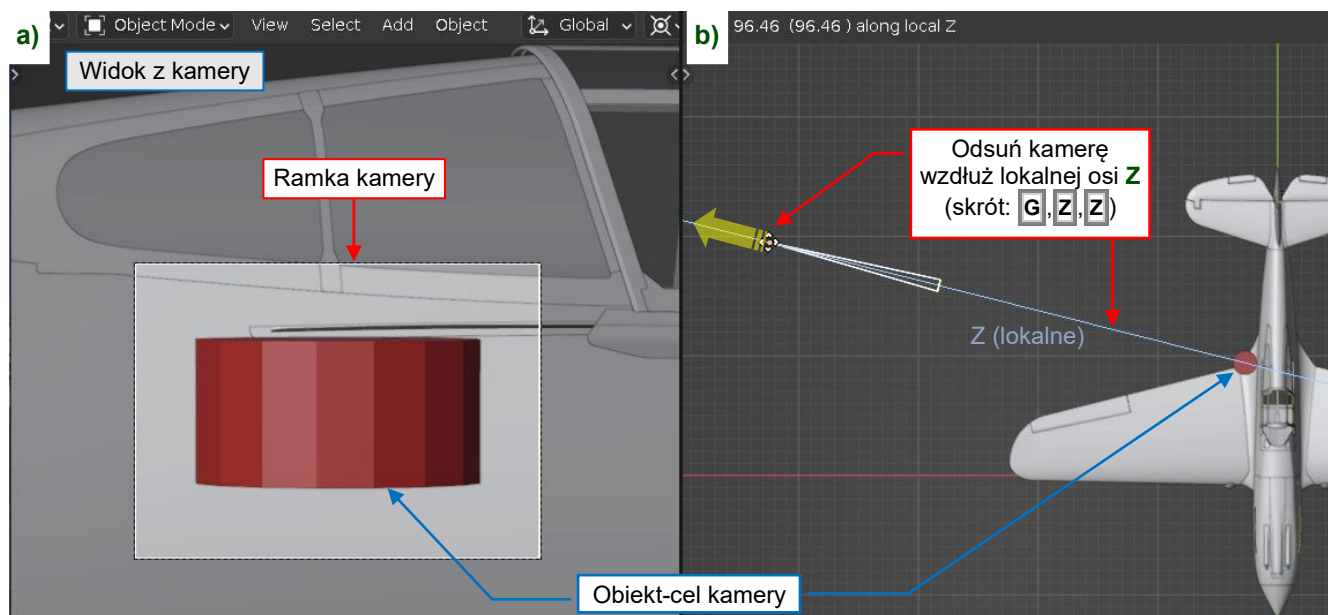 a)
Object Mode View Select Add Object Global
Widok z kamery
Ramka kamery
b)
96.46 (96.46 ) along local Z
Odsuń kamerę
wzdłuż lokalnej osi Z
(skrót: G,Z,Z)
Z (lokalne)
Obiekt-cel kamery